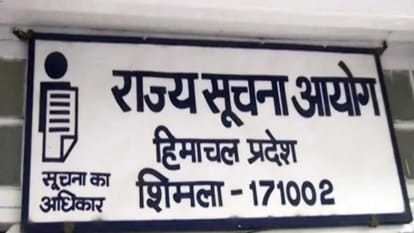 राज्य सूचना आयोग
हिमाचल प्रदेश
शिमला - 171002
सूचना का
अधिकार